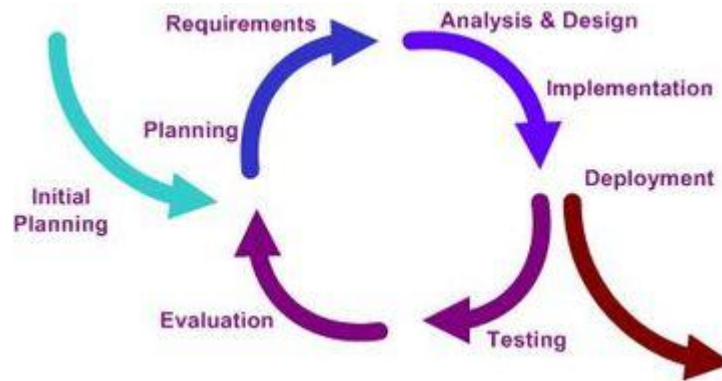 Requirements
Analysis & Design
Implementation
Planning
Deployment
Initial
Planning
Evaluation
Testing